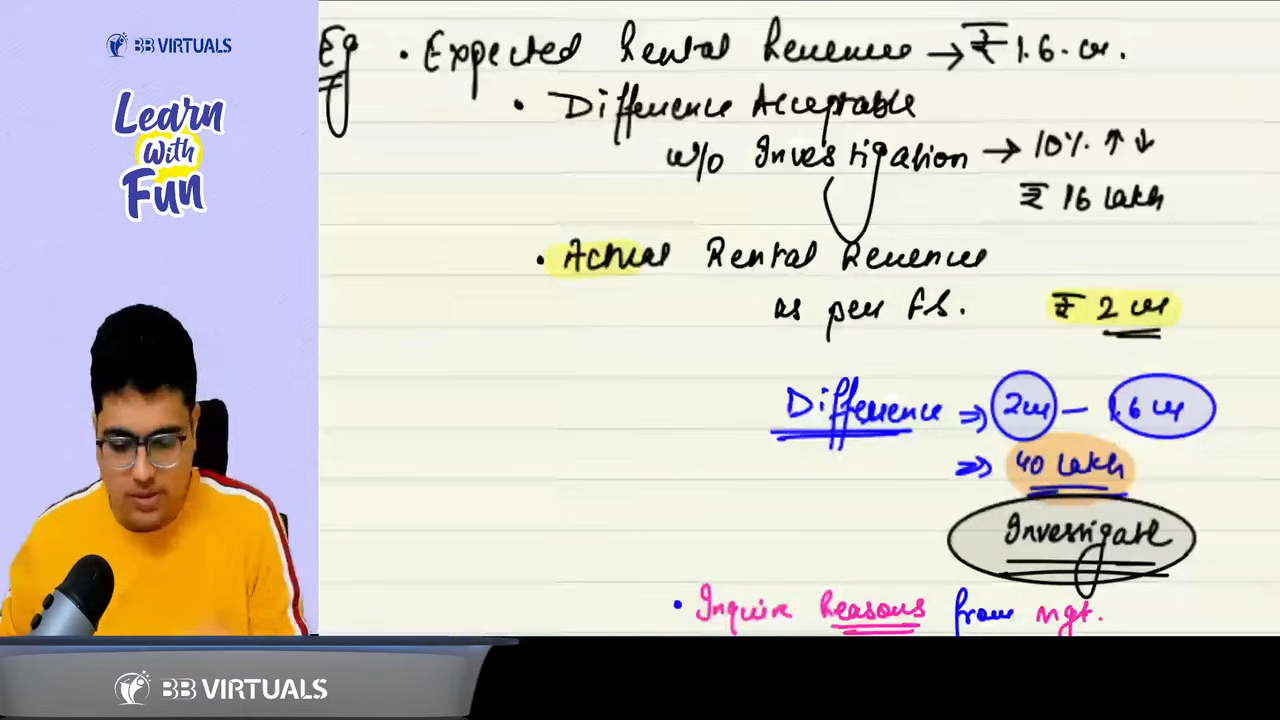 BB VIRTUALS
Learn
With
Fun
Eg • Expected Rental Revenue → ₹ 1.6 cr.
• Difference Acceptable
w/o Investigation → 10% ↑↓
₹ 16 lakh
• Actual Rental Revenue
as per FS. ₹ 2 cr
Difference ⇒ 2cr – 1.6 cr
⇒ 40 lakh
Investigate
• Inquire Reasons from mgt.
BB VIRTUALS